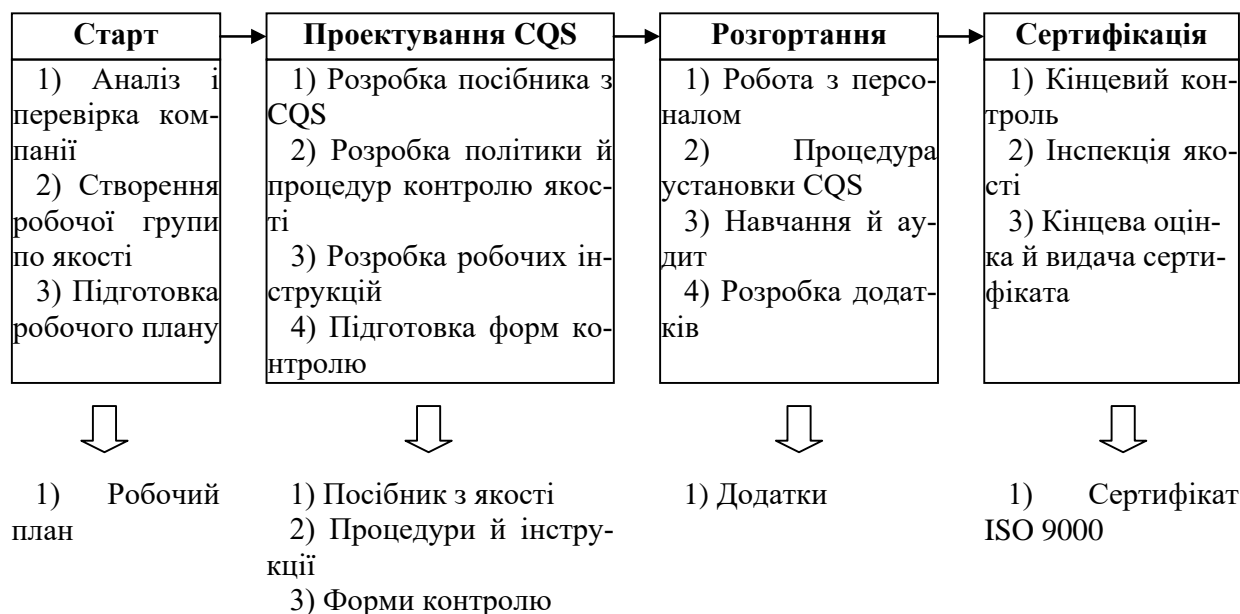 Старт
1) Аналіз і
перевірка ком-
панії
2) Створення
робочої групи
по якості
3) Підготовка
робочого плану
Проектування CQS
1) Розробка посібника з
CQS
2) Розробка політики й
процедур контролю якос-
ті
3) Розробка робочих ін-
струкцій
4) Підготовка форм ко-
нтролю
Розгортання
1) Робота з персо-
налом
2) Процедура
установки CQS
3) Навчання й ау-
дит
4) Розробка додат-
ків
Сертифікація
1) Кінцевий кон-
троль
2) Інспекція яко-
сті
3) Кінцева оцін-
ка й видача серти-
фіката
1) Робочий
план
1) Посібник з якості
2) Процедури й інстру-
кції
3) Форми контролю
1) Додатки
1) Сертифікат
ISO 9000